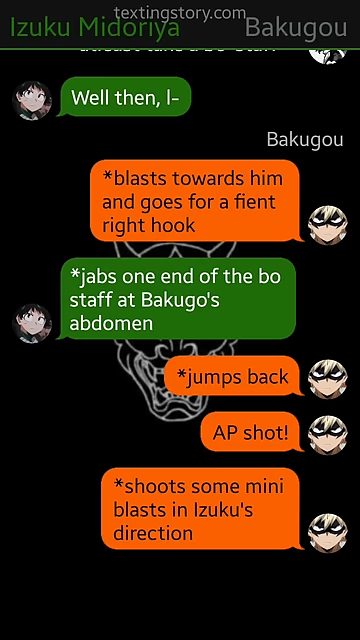 textingstory.com
Izuku Midoriya
Bakugou
Well then, I-
Bakugou
*blasts towards him
and goes for a fient
right hook
*jabs one end of the bo
staff at Bakugo's
abdomen
*jumps back
AP shot!
*shoots some mini
blasts in Izuku's
direction